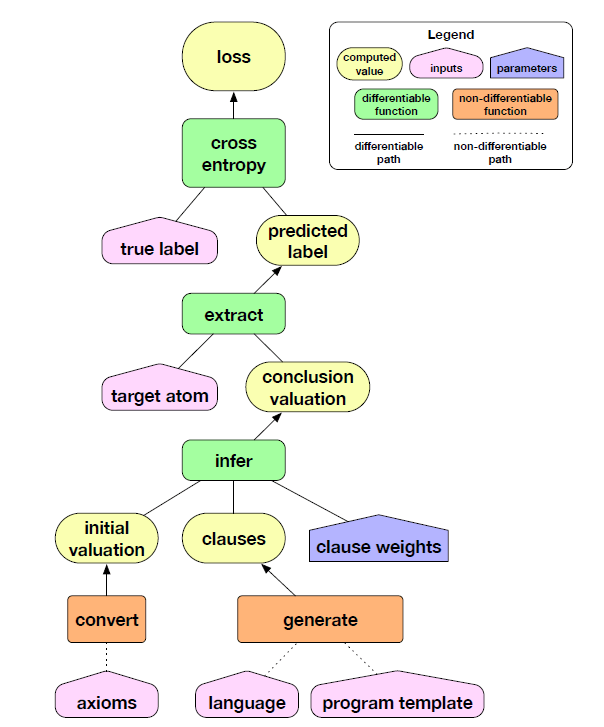 loss
Legend
computed
value
inputs
parameters
differentiable
function
non-differentiable
function
differentiable
path
non-differentiable
path
cross
entropy
true label
predicted
label
extract
target atom
conclusion
valuation
infer
initial
valuation
clauses
clause weights
convert
generate
axioms
language
program template